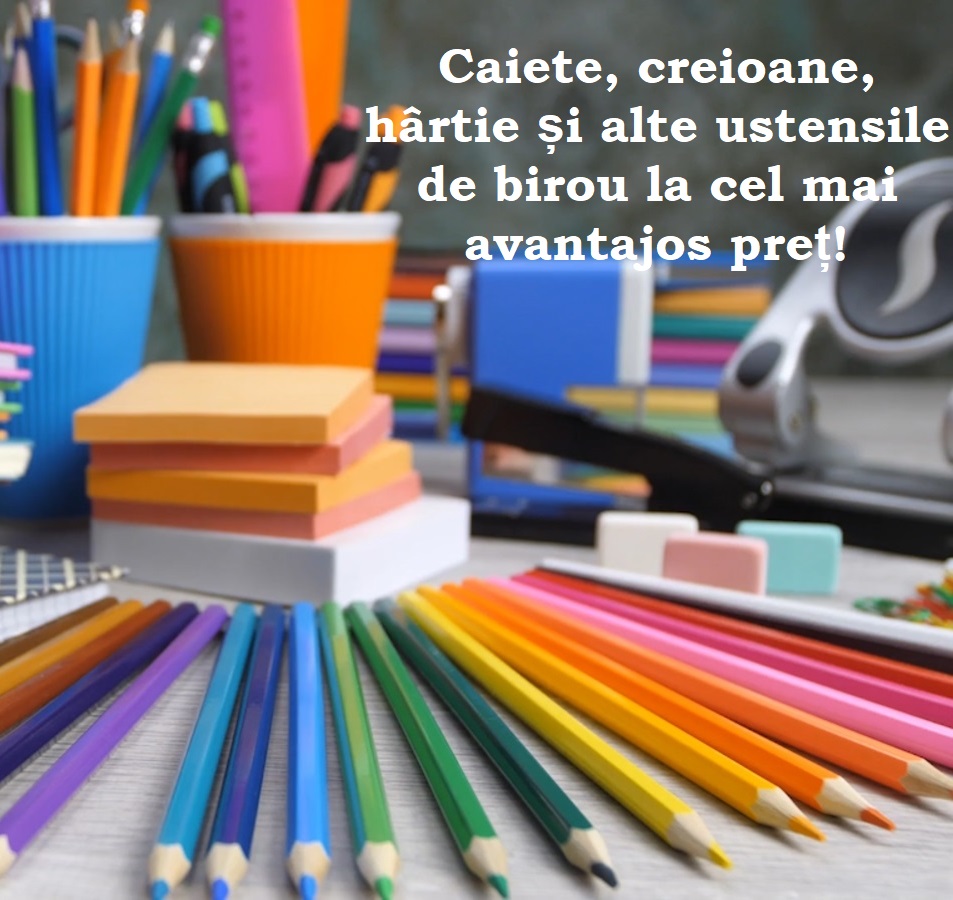 Caiete, creioane,
hârtie și alte ustensile
de birou la cel mai
avantajos preț!